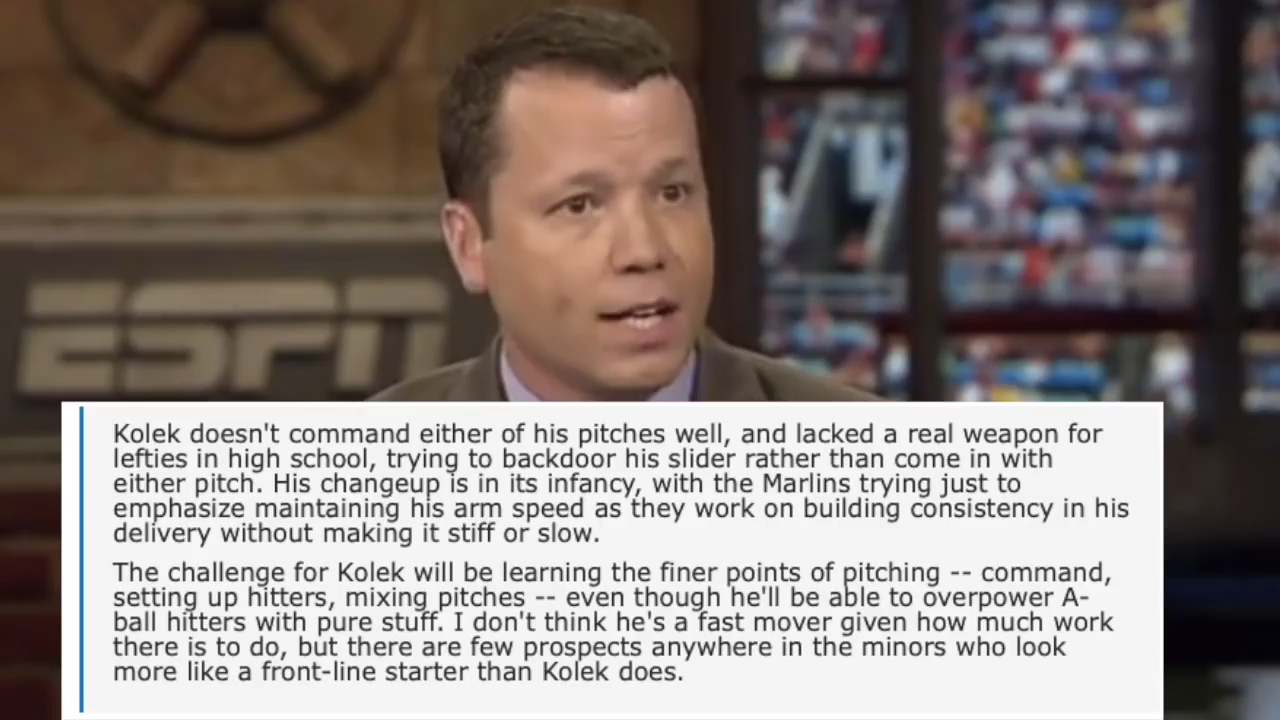 ESPN
Kolek doesn't command either of his pitches well, and lacked a real weapon for
lefties in high school, trying to backdoor his slider rather than come in with
either pitch. His changeup is in its infancy, with the Marlins trying just to
emphasize maintaining his arm speed as they work on building consistency in his
delivery without making it stiff or slow.
The challenge for Kolek will be learning the finer points of pitching -- command,
setting up hitters, mixing pitches -- even though he'll be able to overpower A-
ball hitters with pure stuff. I don't think he's a fast mover given how much work
there is to do, but there are few prospects anywhere in the minors who look
more like a front-line starter than Kolek does.